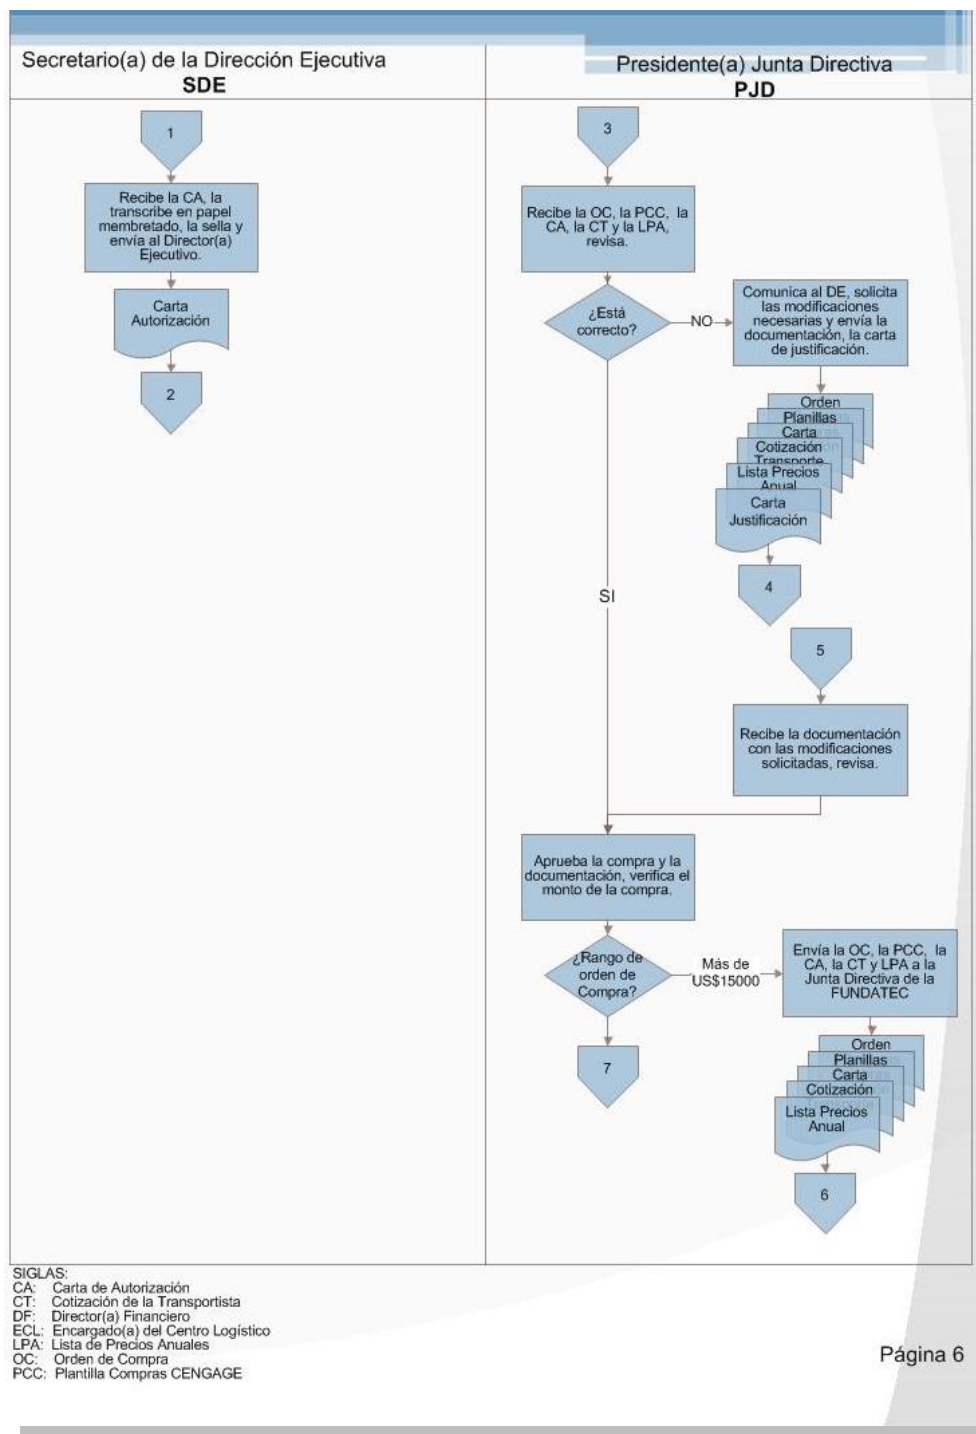 Secretario(a) de la Dirección Ejecutiva
SDE
Presidente(a) Junta Directiva
PJD
1
Recibe la CA, la
transcribe en papel
membretado, la sella y
envía al Director(a)
Ejecutivo.
Carta
Autorización
2
3
Recibe la OC, la PCC, la
CA, la CT y la LPA,
revisa.
¿Está
correcto?
NO
Comunica al DE, solicita
las modificaciones
necesarias y envía la
documentación, la carta
de justificación.
Orden
Planillas
Carta
Cotización
Transporte
Lista Precios
Anual
Carta
Justificación
4
SI
5
Recibe la documentación
con las modificaciones
solicitadas, revisa.
Aprueba la compra y la
documentación, verifica el
monto de la compra.
¿Rango de
orden de
Compra?
Más de
US$15000
Envía la OC, la PCC, la
CA, la CT y LPA a la
Junta Directiva de la
FUNDATEC
Orden
Planillas
Carta
Cotización
Lista Precios
Anual
7
6
SIGLAS:
CA: Carta de Autorización
CT: Cotización de la Transportista
DF: Director(a) Financiero
ECL: Encargado(a) del Centro Logístico
LPA: Lista de Precios Anuales
OC: Orden de Compra
PCC: Plantilla Compras CENGAGE
Página 6